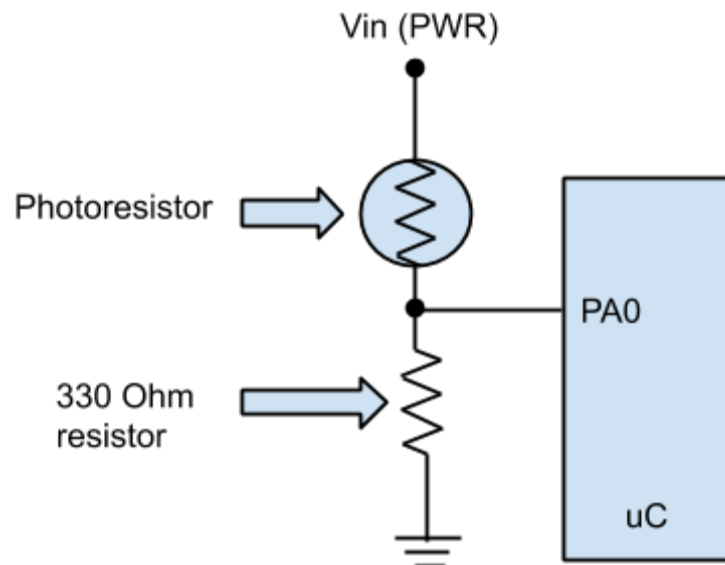 Vin (PWR)
Photoresistor
PA0
330 Ohm
resistor
uC